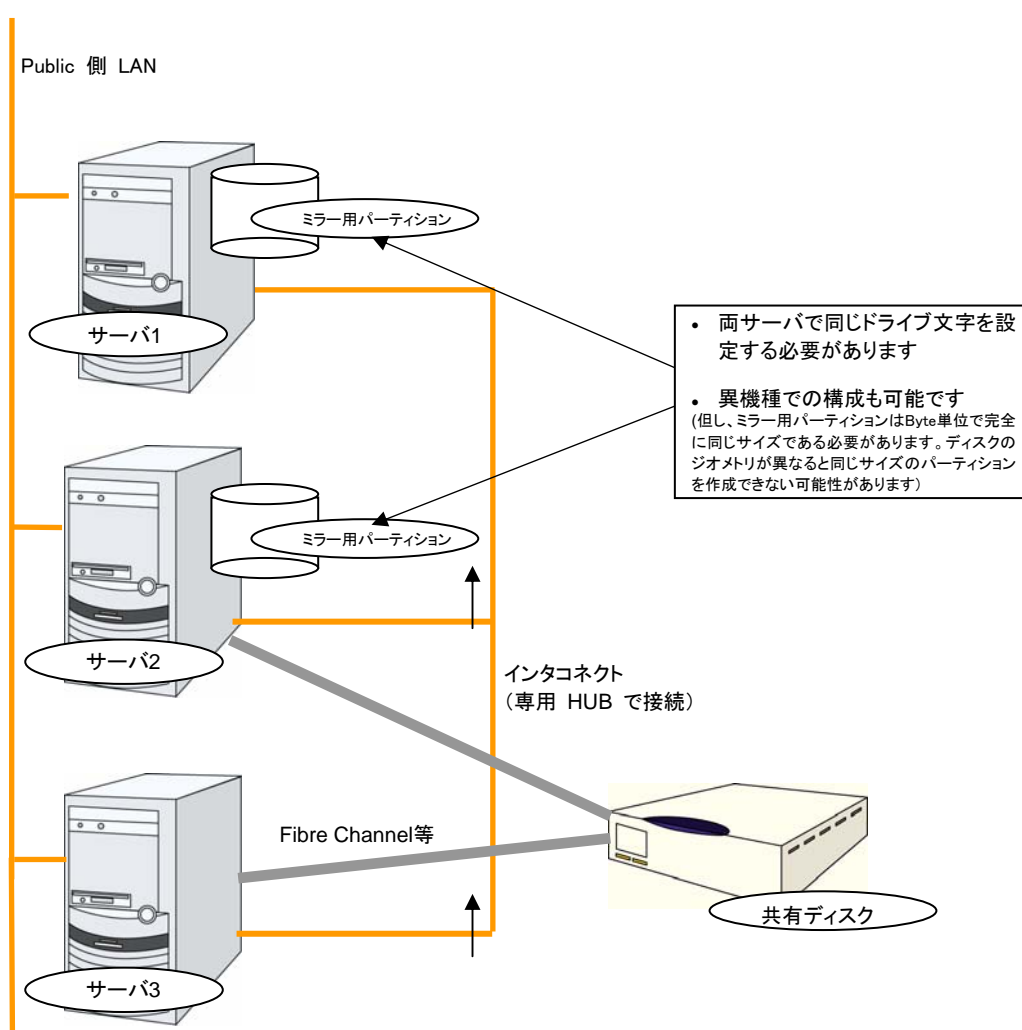 Public 側 LAN
ミラー用パーティション
サーバ1
• 両サーバで同じドライブ文字を設
定する必要があります
• 異機種での構成も可能です
(但し、ミラー用パーティションはByte単位で完全
に同じサイズである必要があります。ディスクの
ジオメトリが異なると同じサイズのパーティション
を作成できない可能性があります)
ミラー用パーティション
サーバ2
インタコネクト
(専用 HUB で接続)
Fibre Channel等
共有ディスク
サーバ3